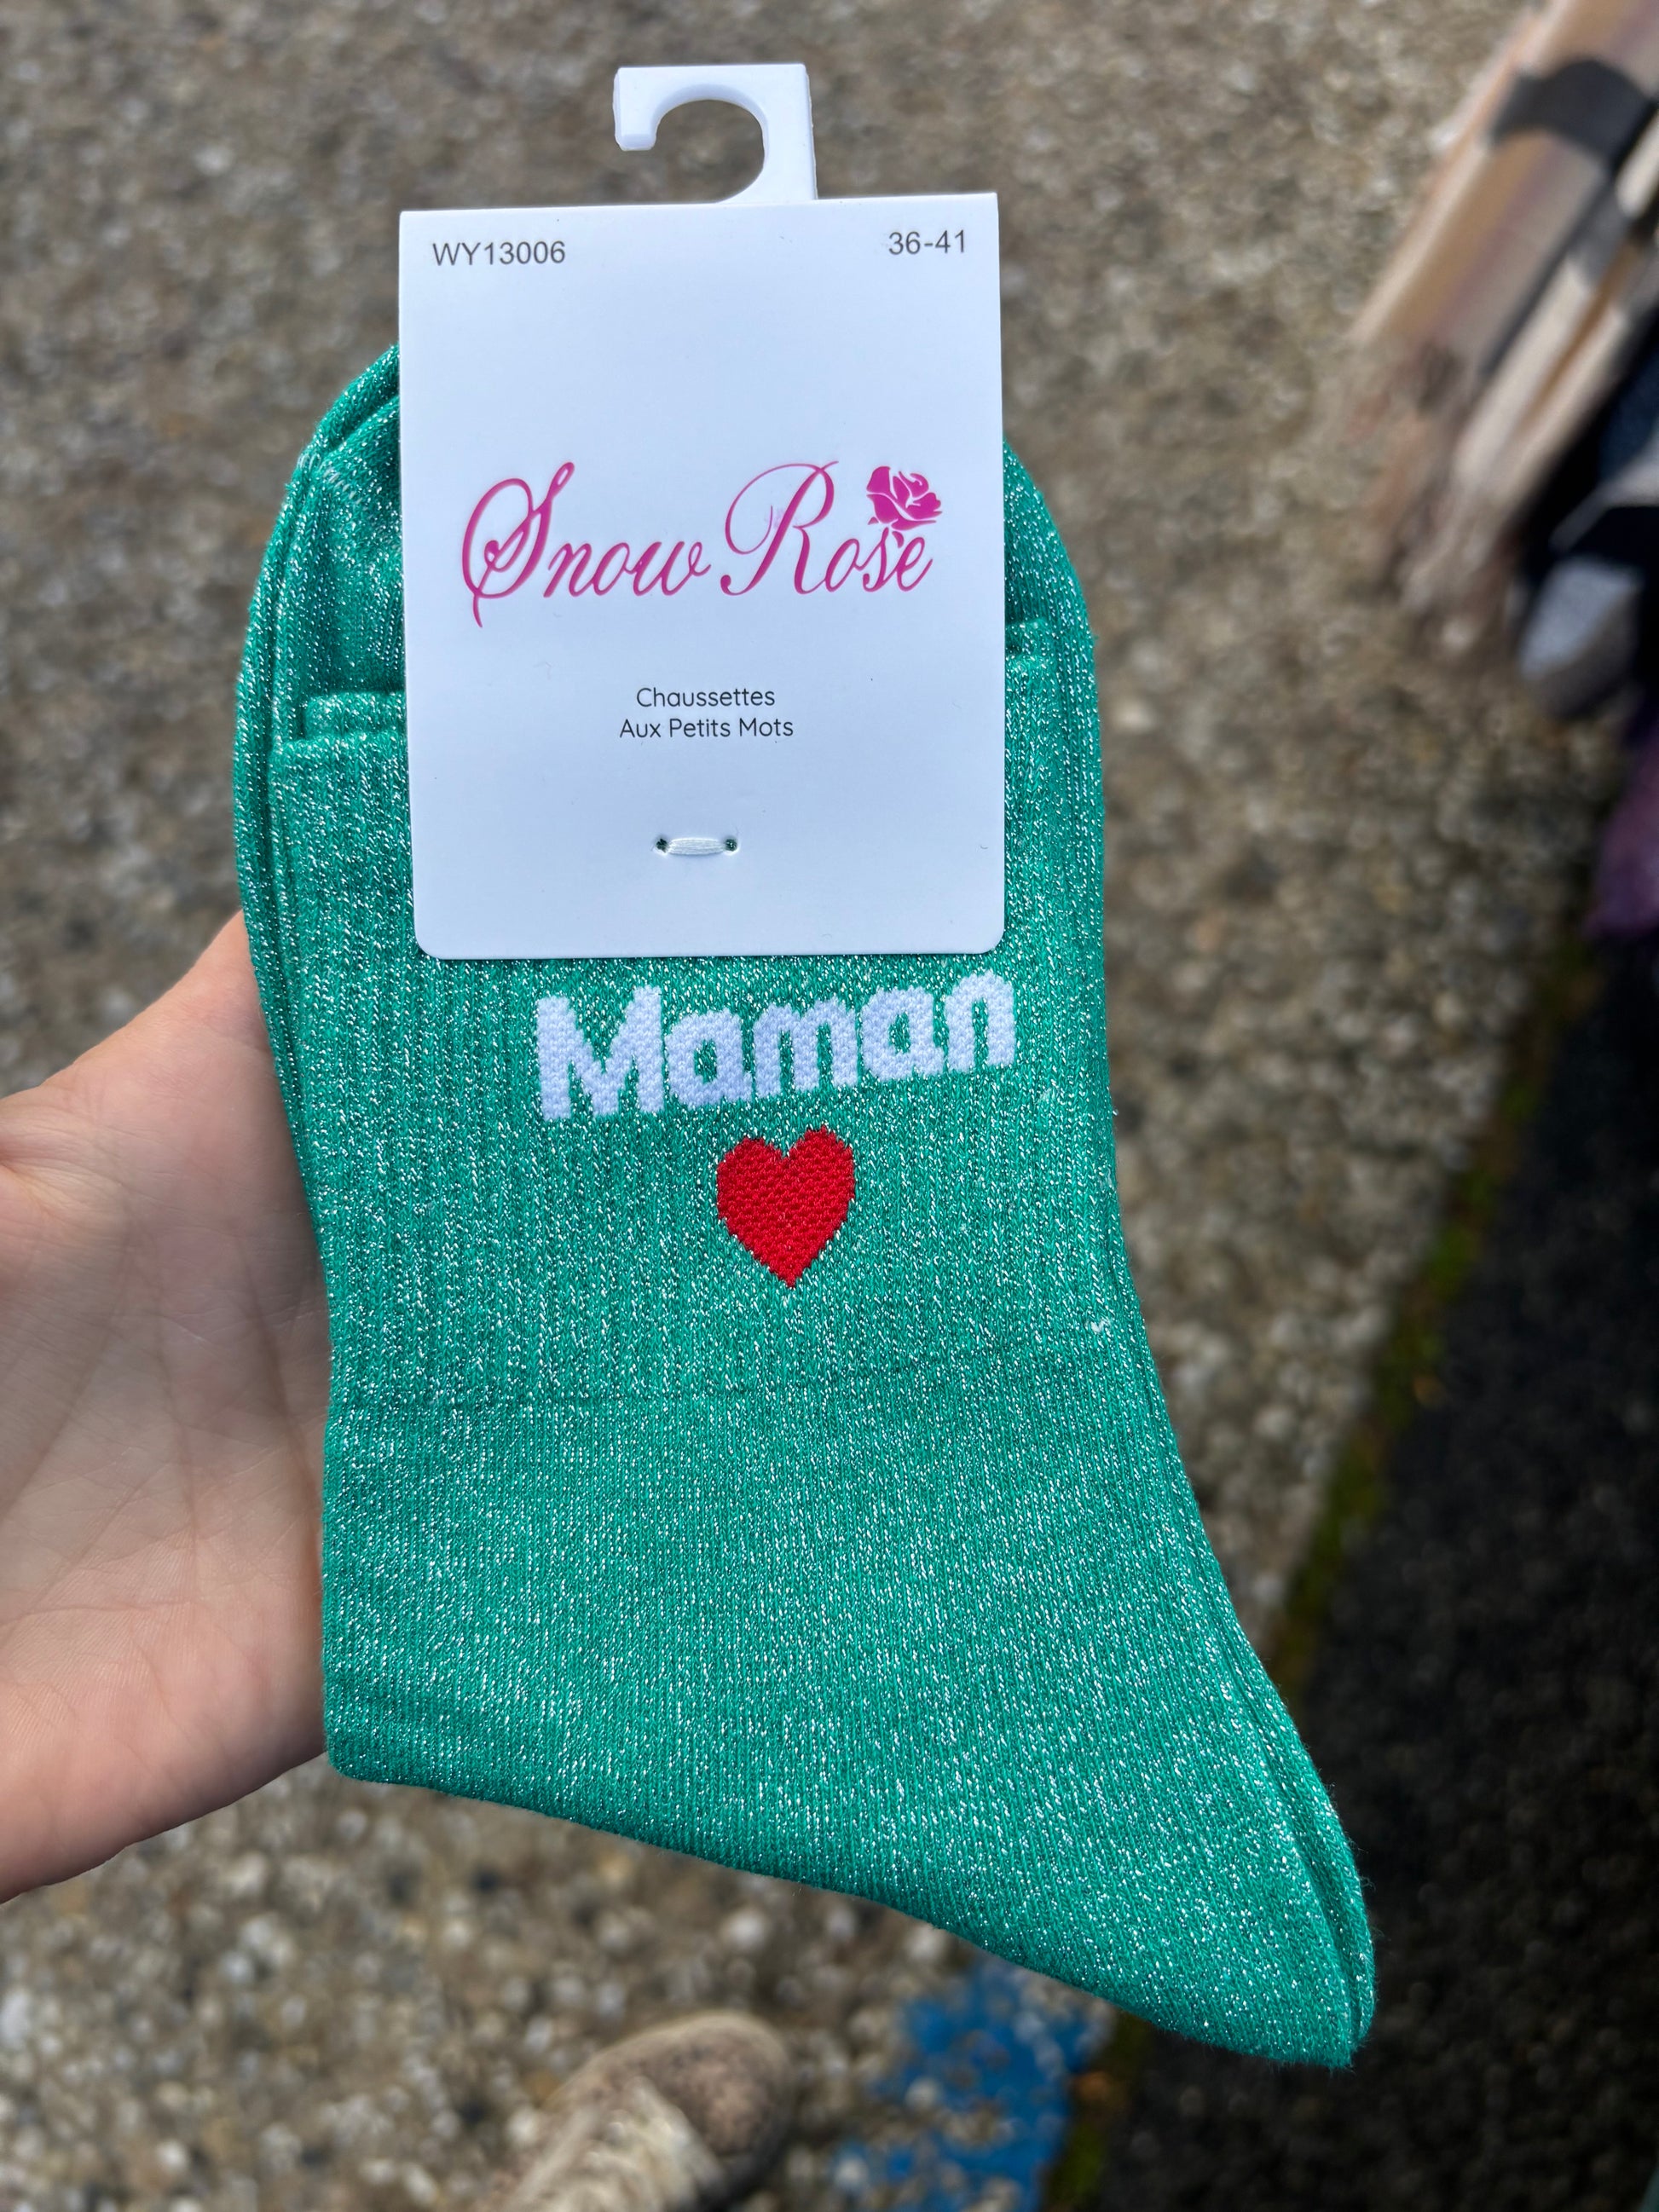 WY13006 36-41
Snow Rose
Chaussettes
Aux Petits Mots
Maman